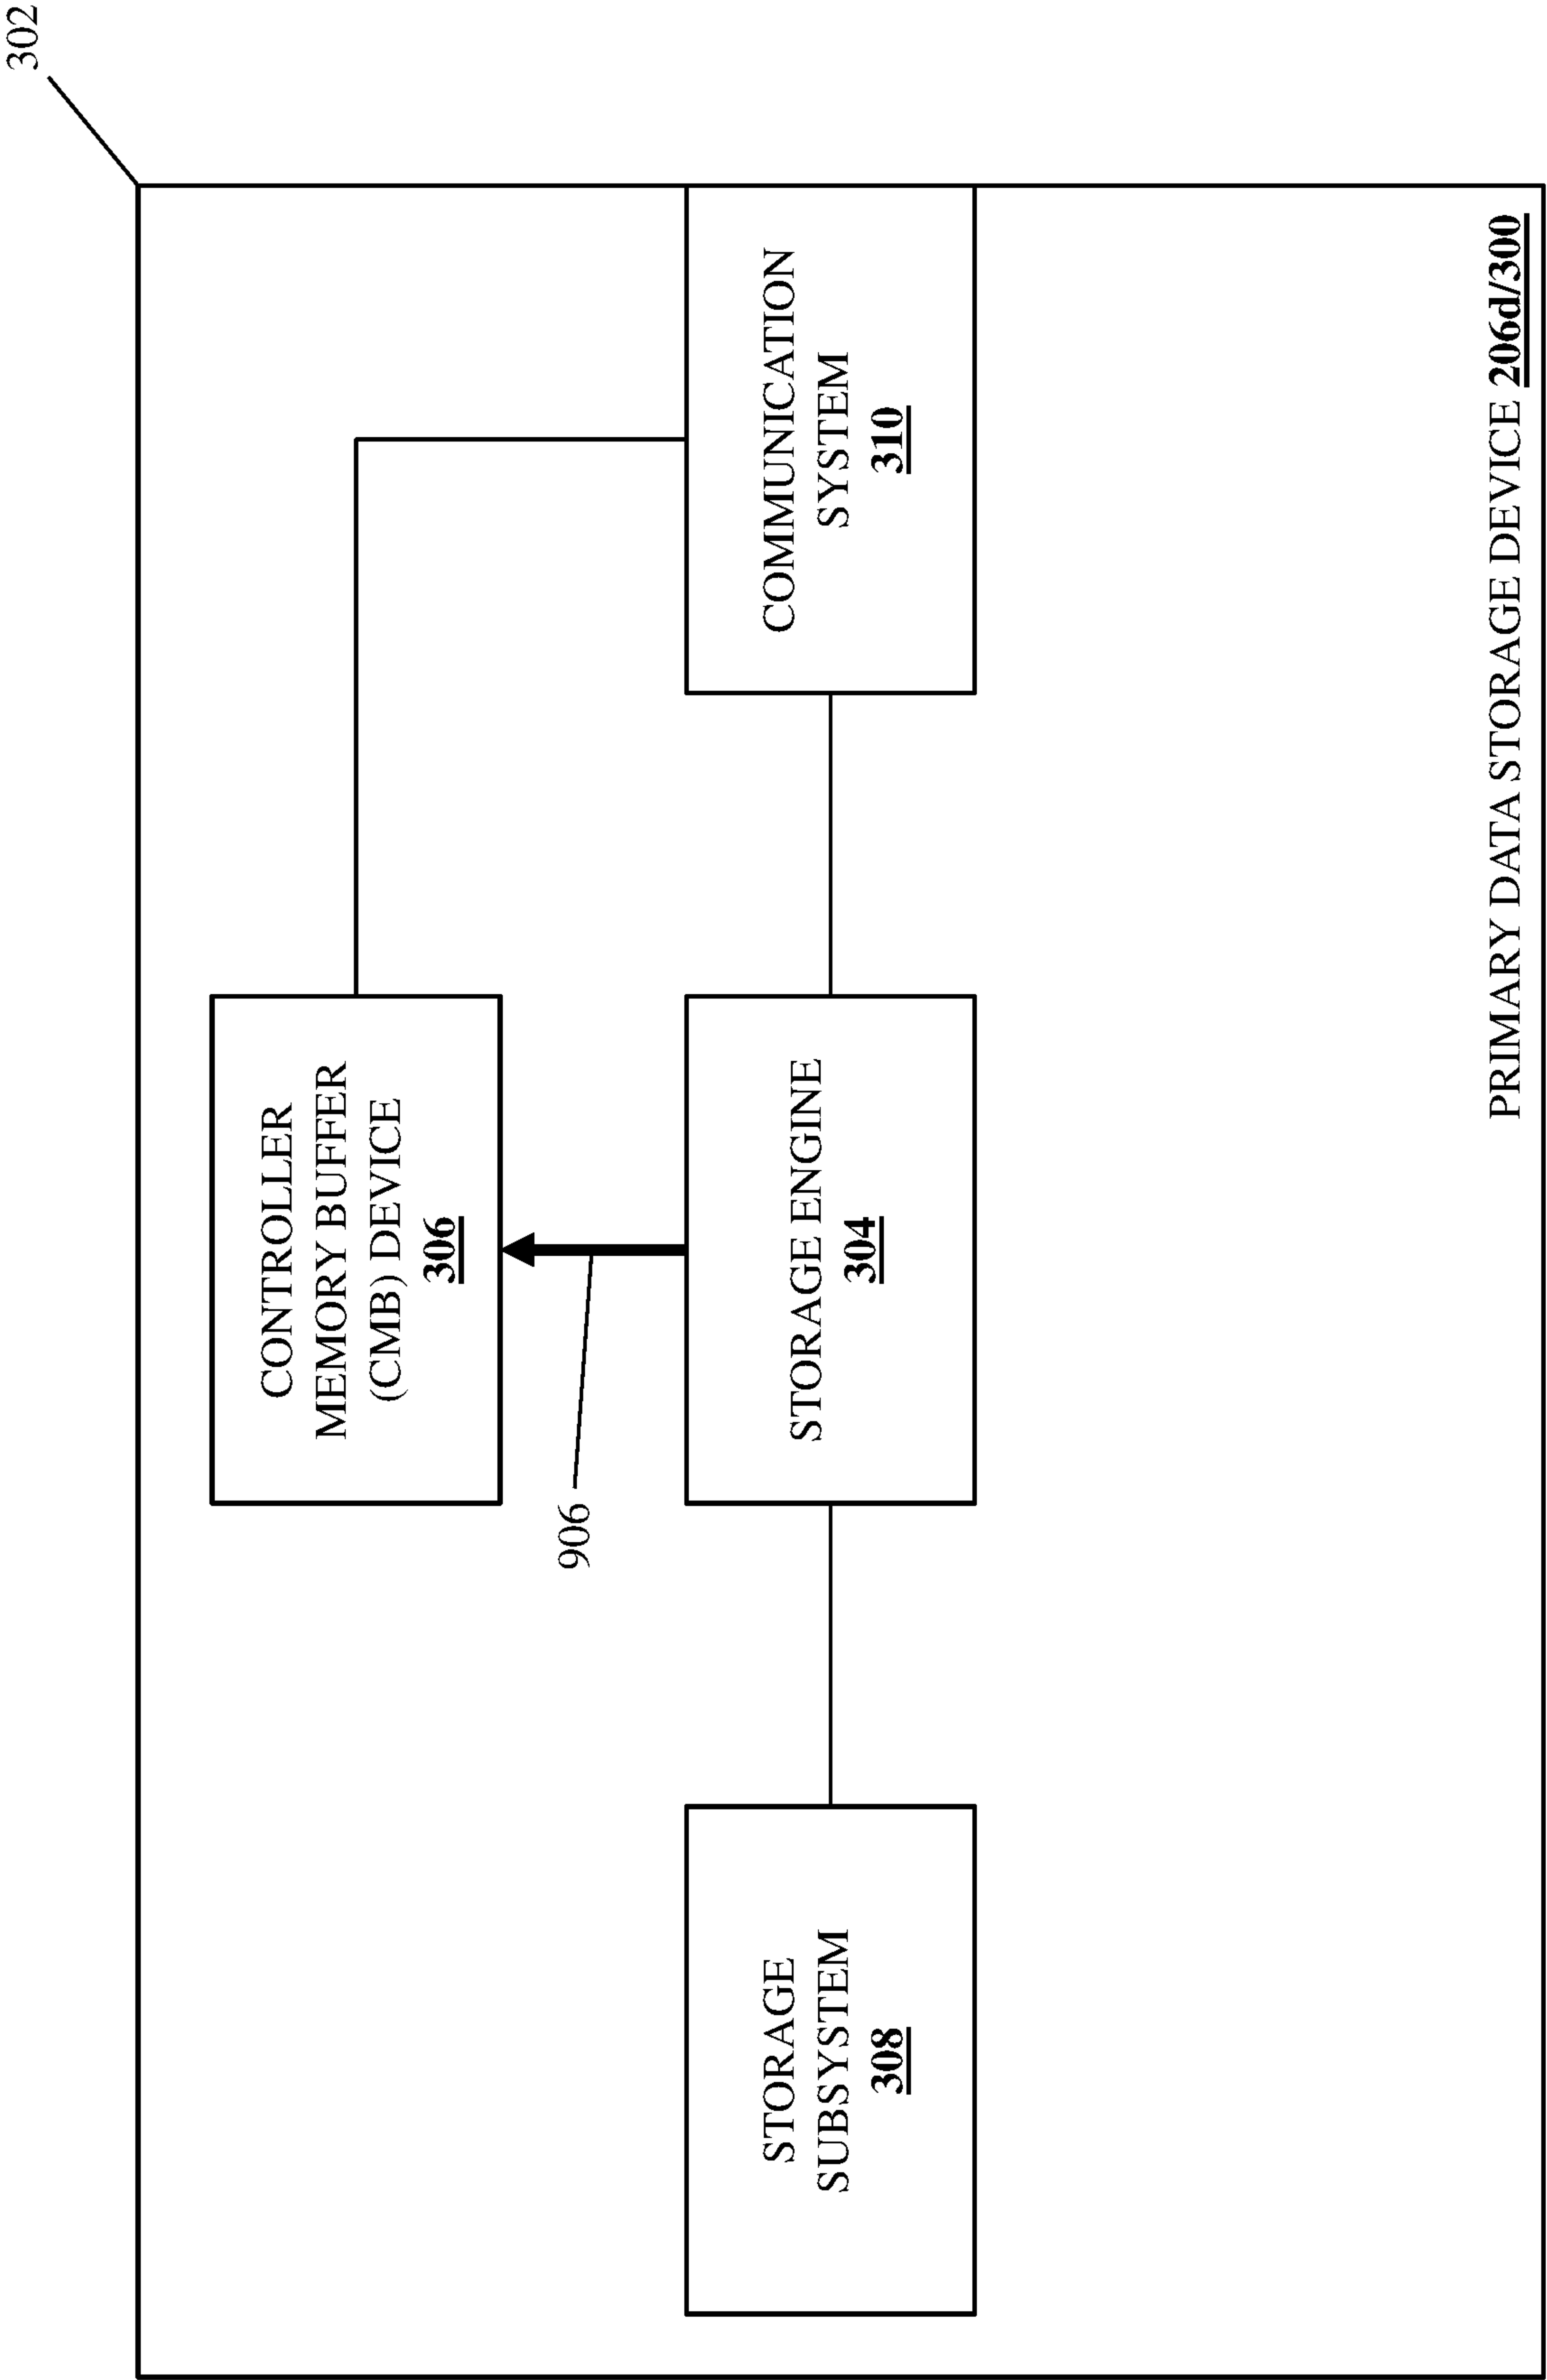 302
CONTROLLER
MEMORY BUFFER
(CMB) DEVICE
306
906
STORAGE
SUBSYSTEM
308
STORAGE ENGINE
304
COMMUNICATION
SYSTEM
310
PRIMARY DATA STORAGE DEVICE 206d/300